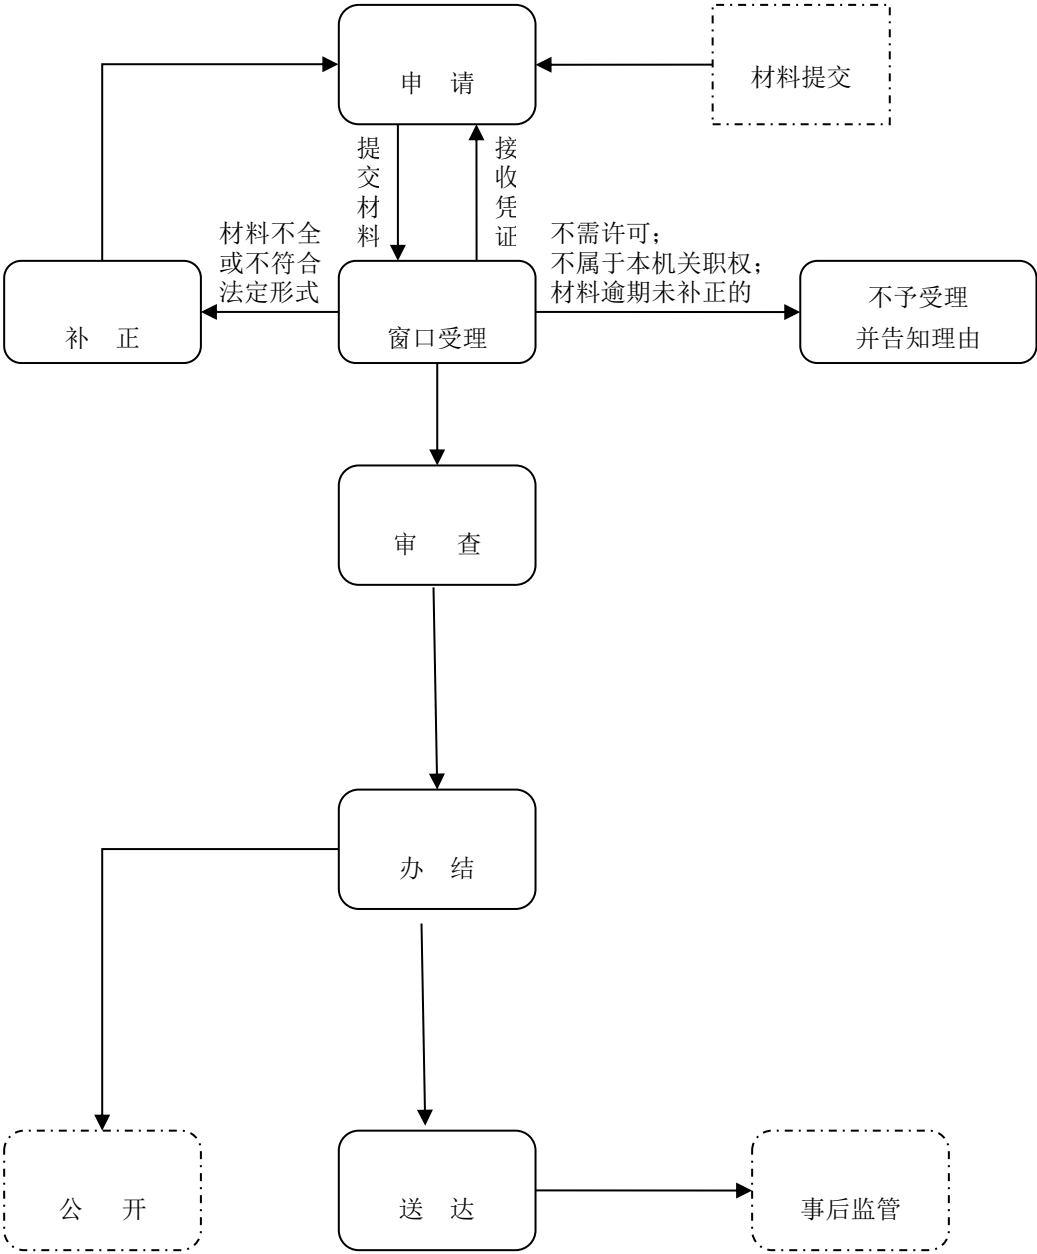 申 请
材料提交
提
交
材
料
接
收
凭
证
材料不全
或不符合
法定形式
不需许可；
不属于本机关职权；
材料逾期未补正的
补 正
窗口受理
不予受理
并告知理由
审 查
办 结
公 开
送 达
事后监管